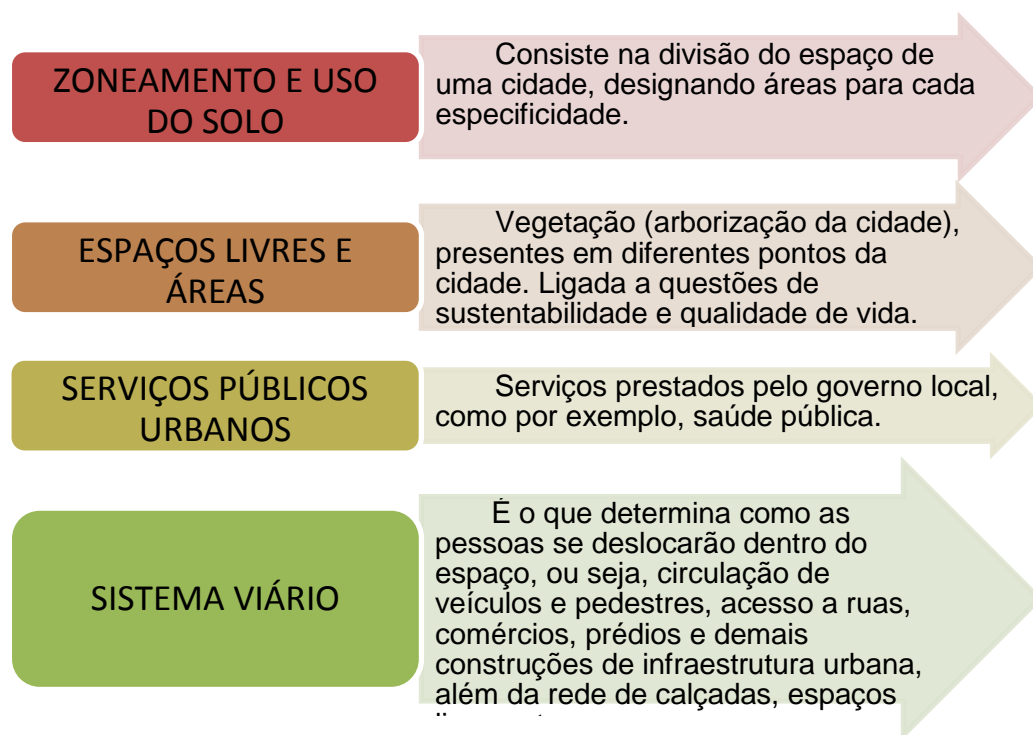 ZONEAMENTO E USO
DO SOLO
Consiste na divisão do espaço de
uma cidade, designando áreas para cada
especificidade.
ESPAÇOS LIVRES E
ÁREAS
Vegetação (arborização da cidade),
presentes em diferentes pontos da
cidade. Ligada a questões de
sustentabilidade e qualidade de vida.
SERVIÇOS PÚBLICOS
URBANOS
Serviços prestados pelo governo local,
como por exemplo, saúde pública.
SISTEMA VIÁRIO
É o que determina como as
pessoas se deslocarão dentro do
espaço, ou seja, circulação de
veículos e pedestres, acesso a ruas,
comércios, prédios e demais
construções de infraestrutura urbana,
além da rede de calçadas, espaços